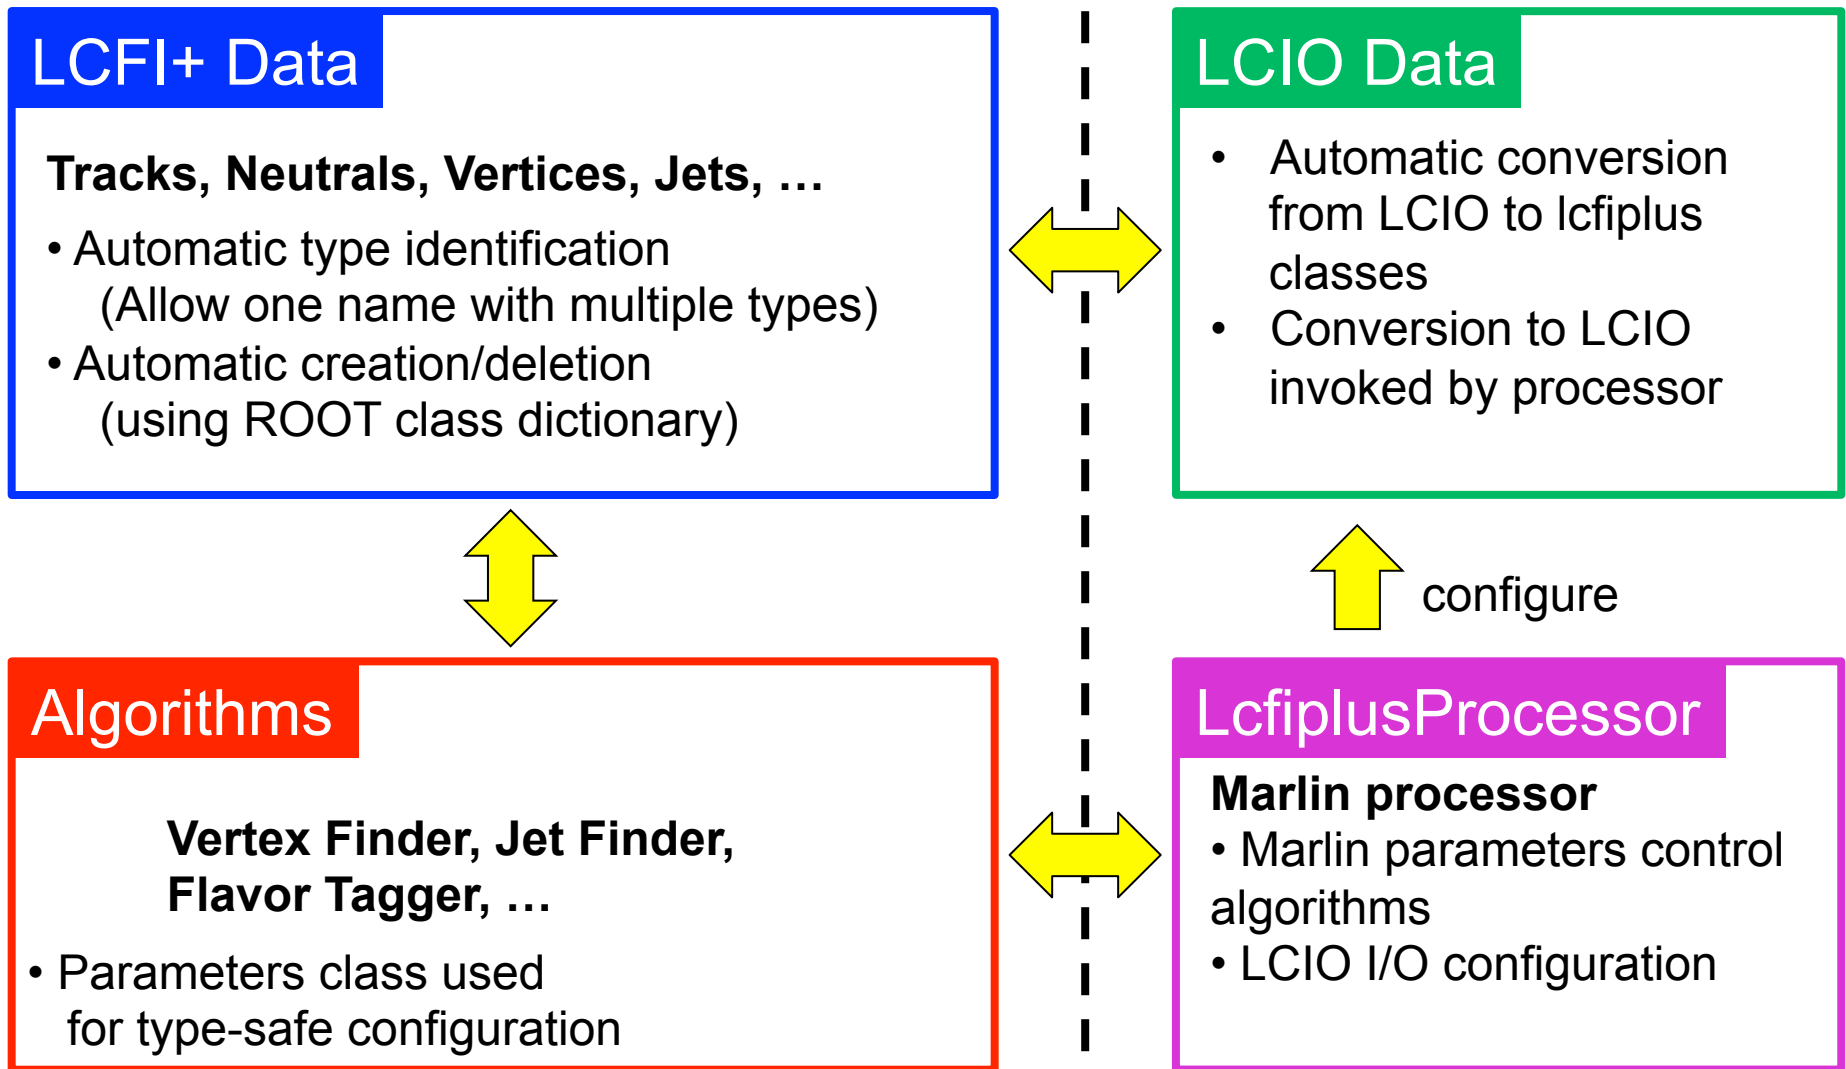 LCFI+ Data
Tracks, Neutrals, Vertices, Jets, …
• Automatic type identification
(Allow one name with multiple types)
• Automatic creation/deletion
(using ROOT class dictionary)
LCIO Data
• Automatic conversion
from LCIO to lcfiplus
classes
• Conversion to LCIO
invoked by processor
configure
Algorithms
Vertex Finder, Jet Finder,
Flavor Tagger, …
• Parameters class used
for type-safe configuration
LcfiplusProcessor
Marlin processor
• Marlin parameters control
algorithms
• LCIO I/O configuration